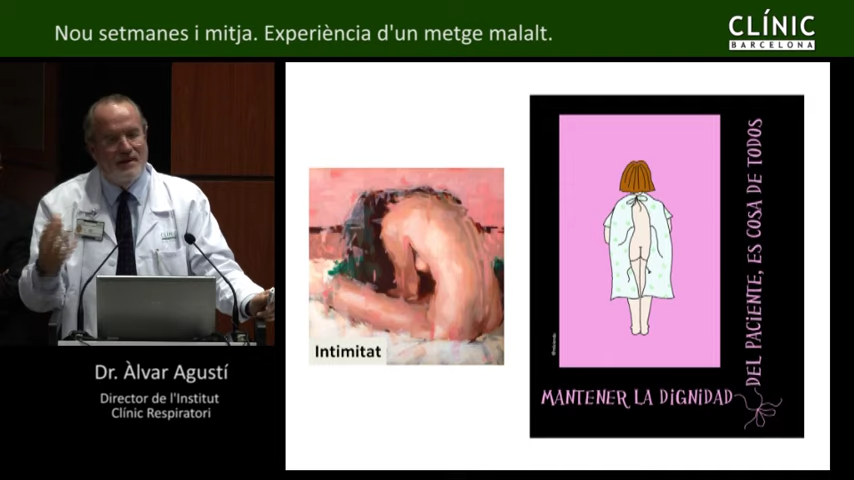 Nou setmanes i mitja. Experiència d'un metge malalt.
CLÍNIC
BARCELONA
Intimitat
MANTENER LA DIGNIDAD
DEL PACIENTE, ES COSA DE TODOS
Dr. Àlvar Agustí
Director de l'Institut
Clínic Respiratori